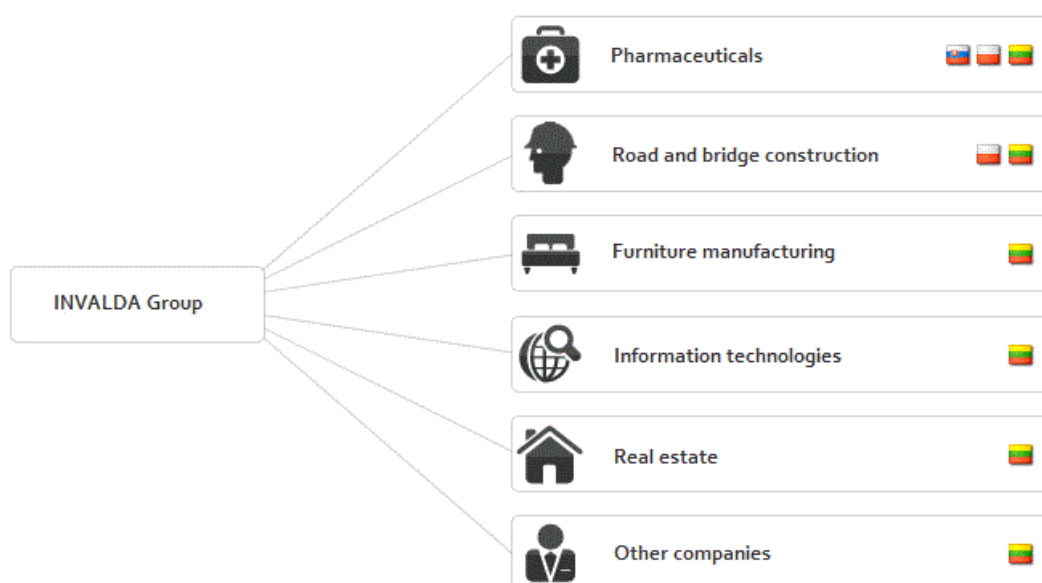 Pharmaceuticals
Road and bridge construction
Furniture manufacturing
INVALDA Group
Information technologies
Real estate
Other companies